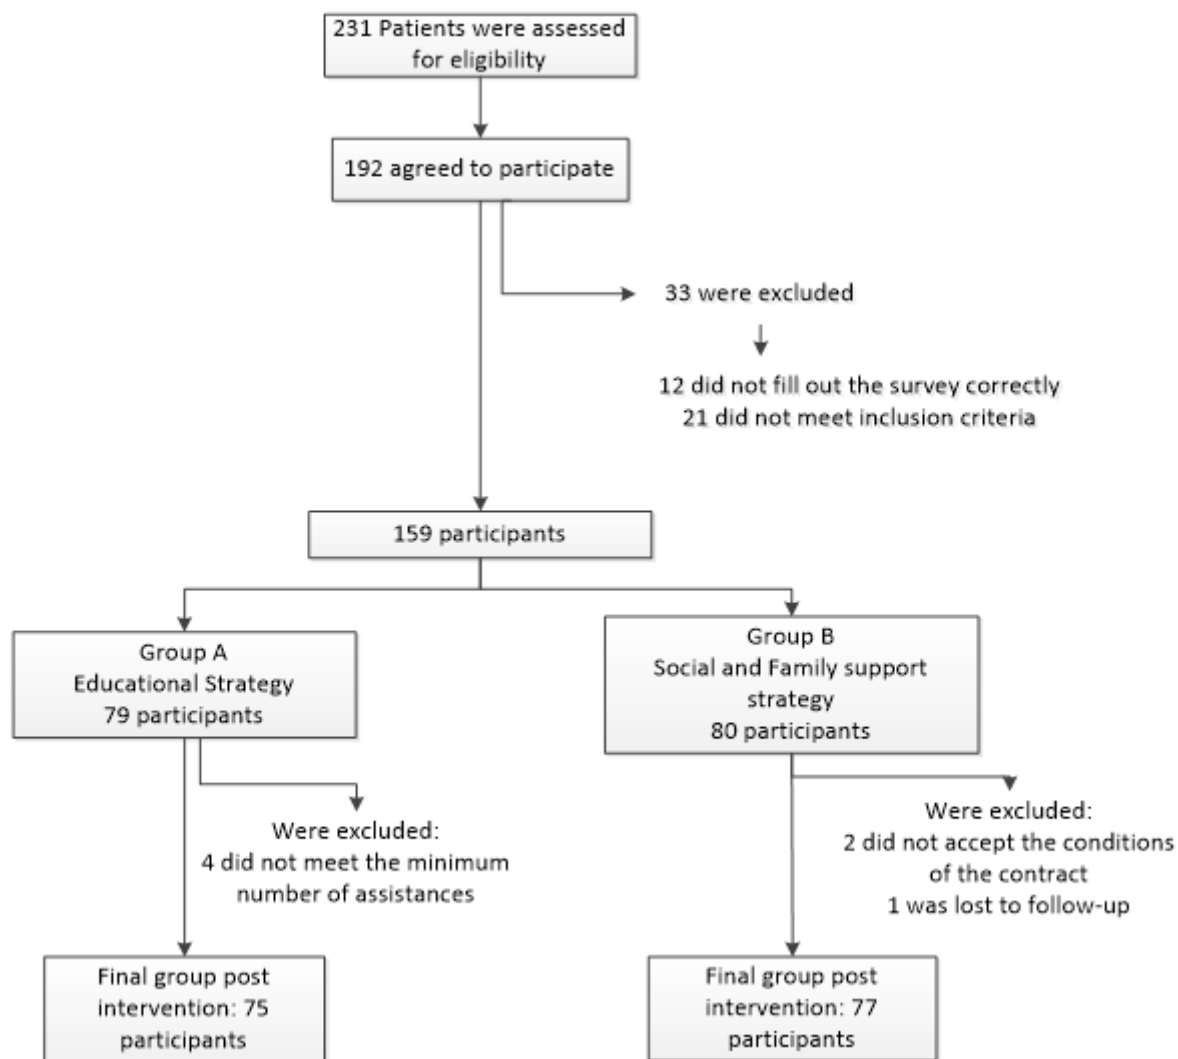 231 Patients were assessed
for eligibility
192 agreed to participate
33 were excluded
12 did not fill out the survey correctly
21 did not meet inclusion criteria
159 participants
Group A
Educational Strategy
79 participants
Group B
Social and Family support
strategy
80 participants
Were excluded:
4 did not meet the minimum
number of assistances
Were excluded:
2 did not accept the conditions
of the contract
1 was lost to follow-up
Final group post
intervention: 75
participants
Final group post
intervention: 77
participants